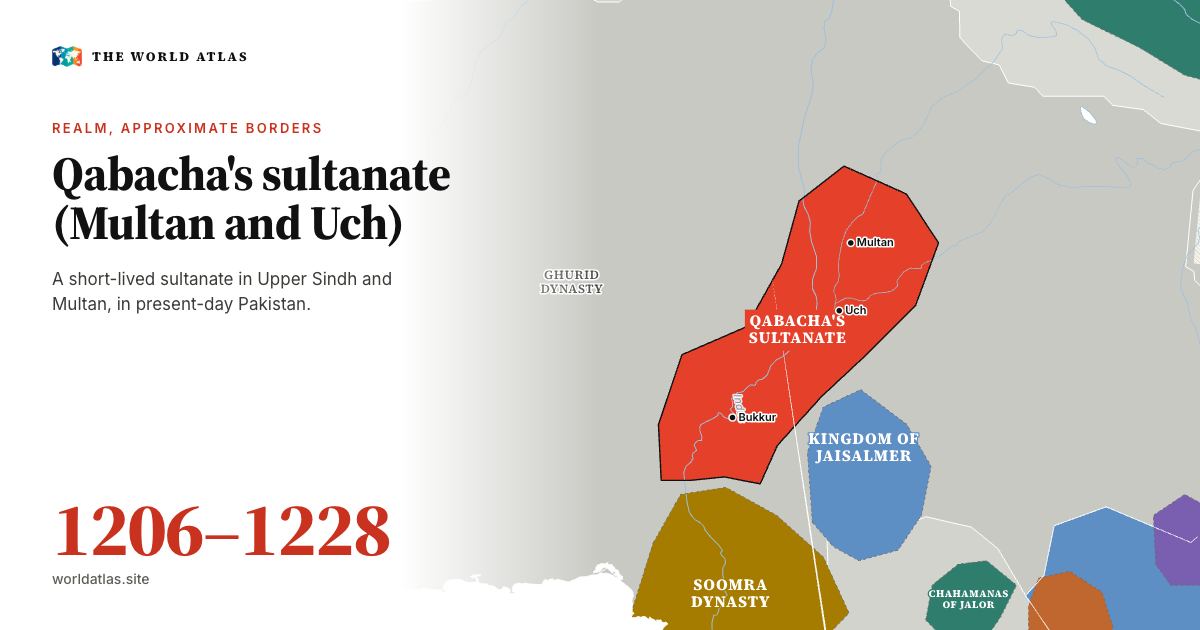 THE WORLD ATLAS
REALM, APPROXIMATE BORDERS
Qabacha's sultanate
(Multan and Uch)
A short-lived sultanate in Upper Sindh and
Multan, in present-day Pakistan.
1206–1228
worldatlas.site
GHURID
DYNASTY
Multan
Uch
QABACHA'S
SULTANATE
Bukkur
KINGDOM OF
JAISALMER
SOOMRA
DYNASTY
CHAHAMANAS
OF JALOR